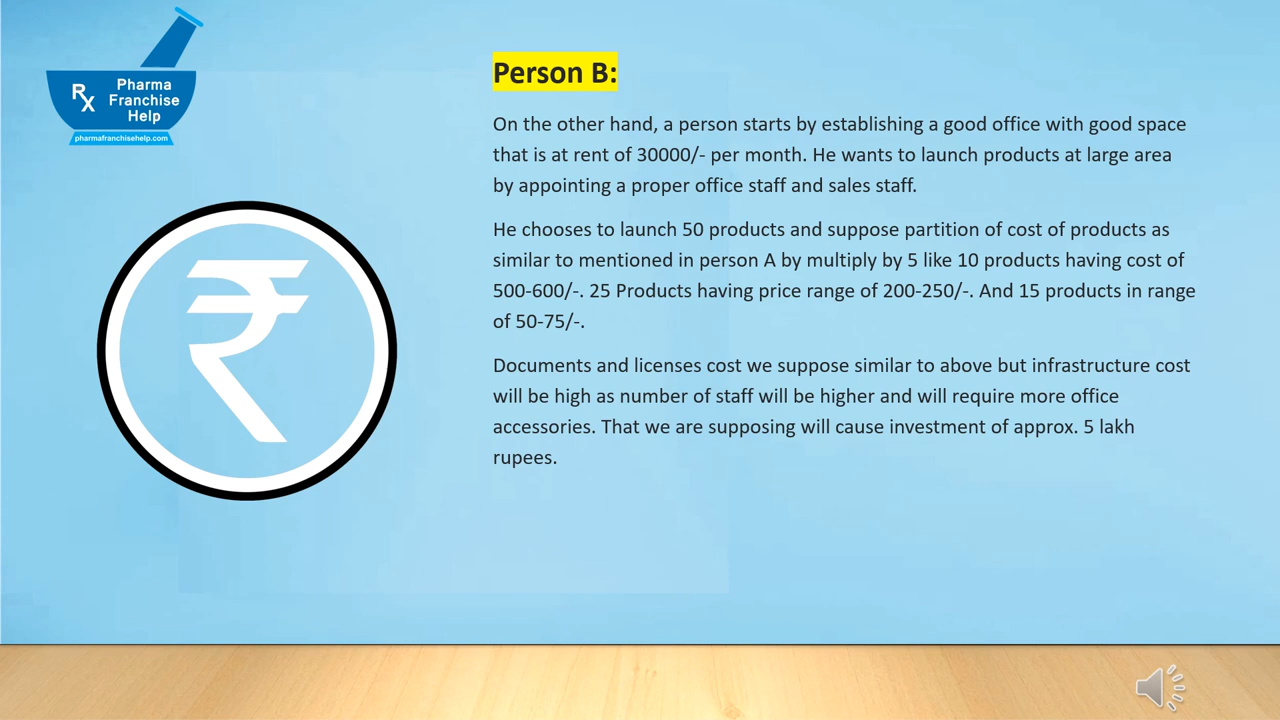 Rx
Pharma
Franchise
Help
pharmafranchisehelp.com
Person B:
On the other hand, a person starts by establishing a good office with good space
that is at rent of 30000/- per month. He wants to launch products at large area
by appointing a proper office staff and sales staff.
He chooses to launch 50 products and suppose partition of cost of products as
similar to mentioned in person A by multiply by 5 like 10 products having cost of
500-600/-. 25 Products having price range of 200-250/-. And 15 products in range
of 50-75/-.
Documents and licenses cost we suppose similar to above but infrastructure cost
will be high as number of staff will be higher and will require more office
accessories. That we are supposing will cause investment of approx. 5 lakh
rupees.
₹